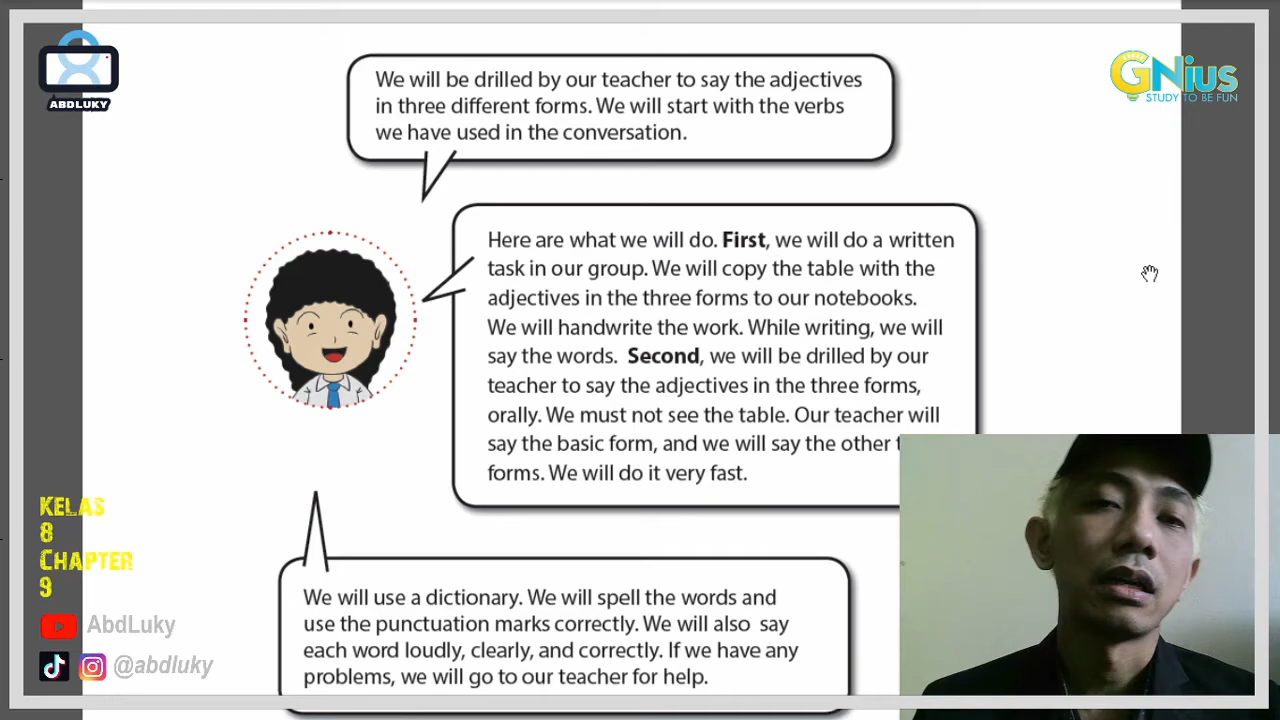 ABDLUKY
GNIUS
STUDY TO BE FUN
We will be drilled by our teacher to say the adjectives
in three different forms. We will start with the verbs
we have used in the conversation.
Here are what we will do. First, we will do a written
task in our group. We will copy the table with the
adjectives in the three forms to our notebooks.
We will handwrite the work. While writing, we will
say the words. Second, we will be drilled by our
teacher to say the adjectives in the three forms,
orally. We must not see the table. Our teacher will
say the basic form, and we will say the other
forms. We will do it very fast.
We will use a dictionary. We will spell the words and
use the punctuation marks correctly. We will also say
each word loudly, clearly, and correctly. If we have any
problems, we will go to our teacher for help.
KELAS
8
CHAPTER
9
AbdLuky
@abdluky